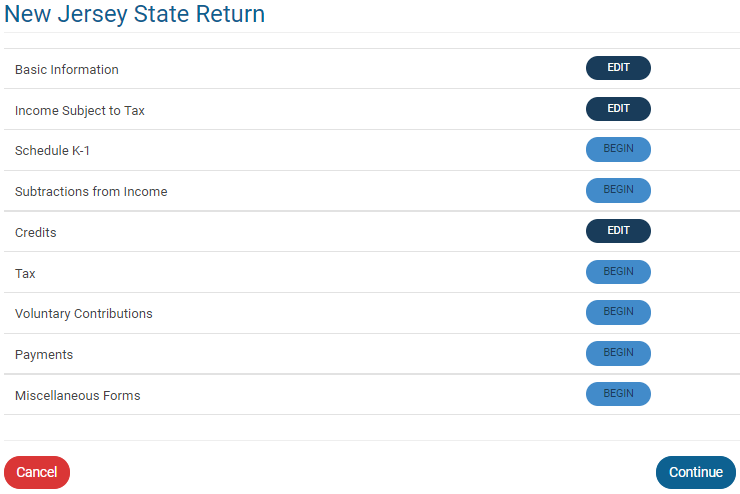 New Jersey State Return
Basic Information EDIT
Income Subject to Tax EDIT
Schedule K-1 BEGIN
Subtractions from Income BEGIN
Credits EDIT
Tax BEGIN
Voluntary Contributions BEGIN
Payments BEGIN
Miscellaneous Forms BEGIN
Cancel Continue